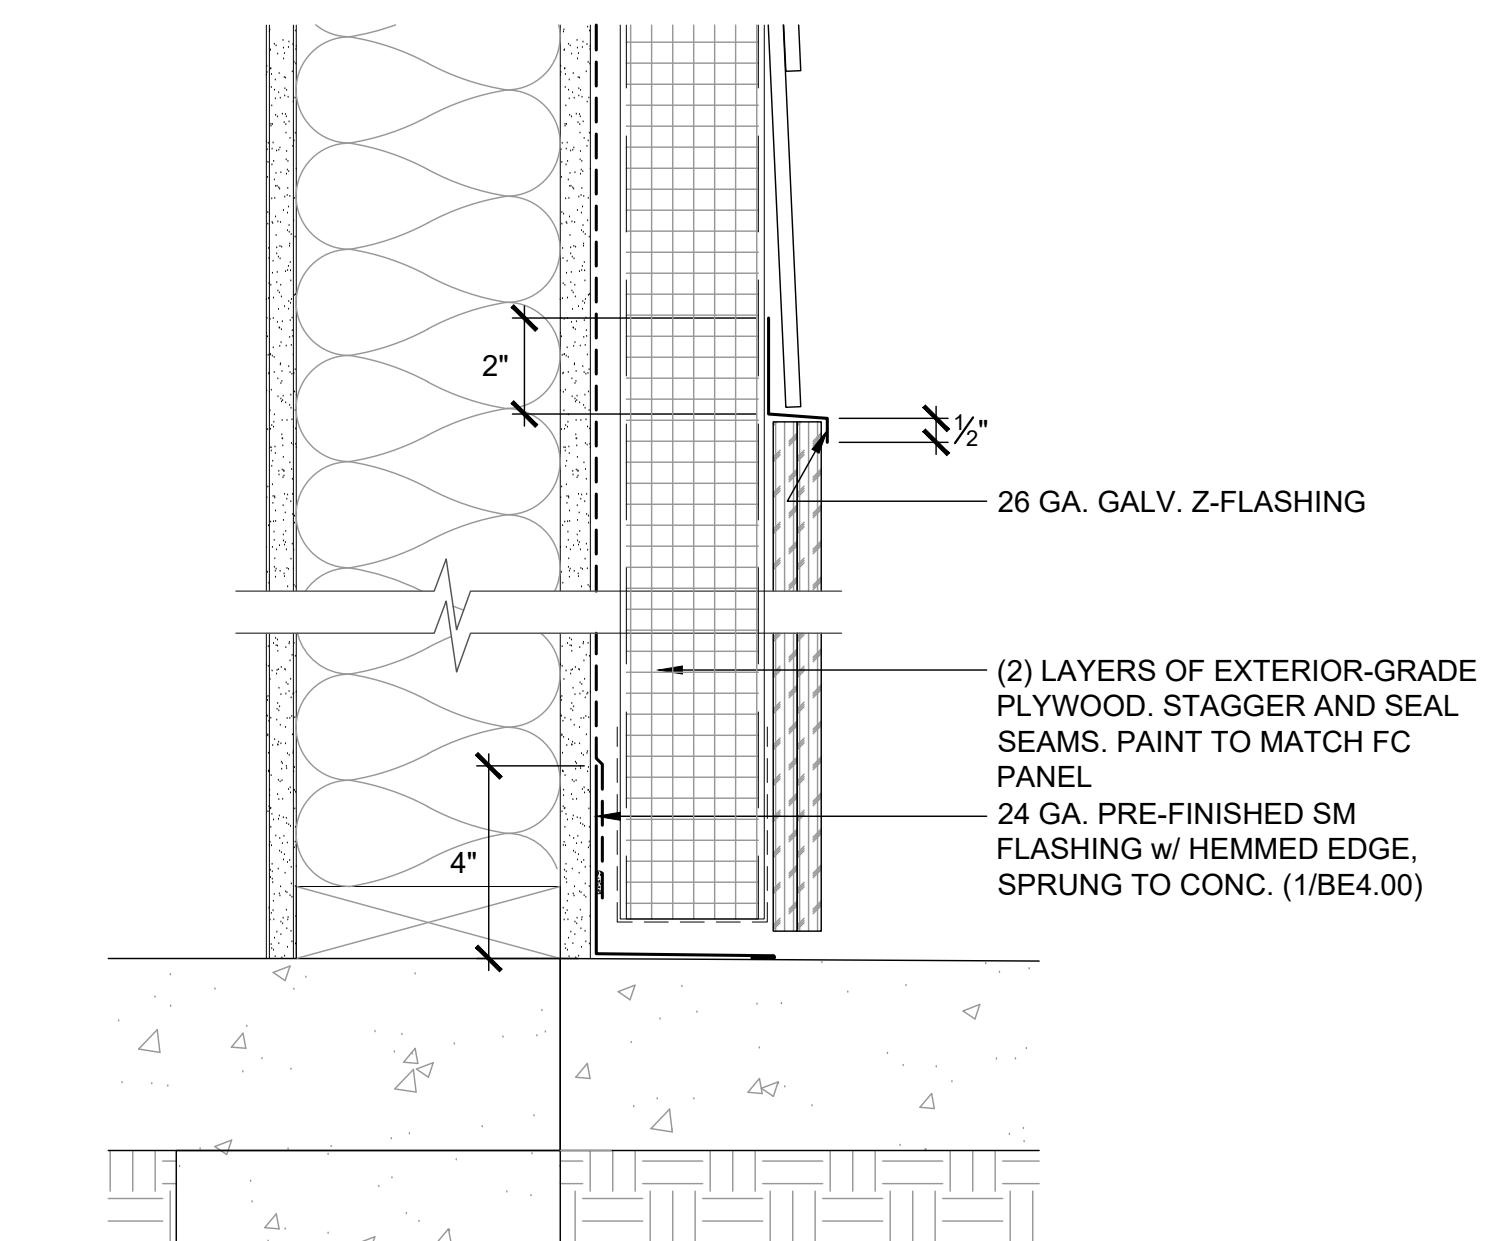 2"
½"
26 GA. GALV. Z-FLASHING
(2) LAYERS OF EXTERIOR-GRADE
PLYWOOD. STAGGER AND SEAL
SEAMS. PAINT TO MATCH FC
PANEL
24 GA. PRE-FINISHED SM
FLASHING w/ HEMMED EDGE,
SPRUNG TO CONC. (1/BE4.00)
4"